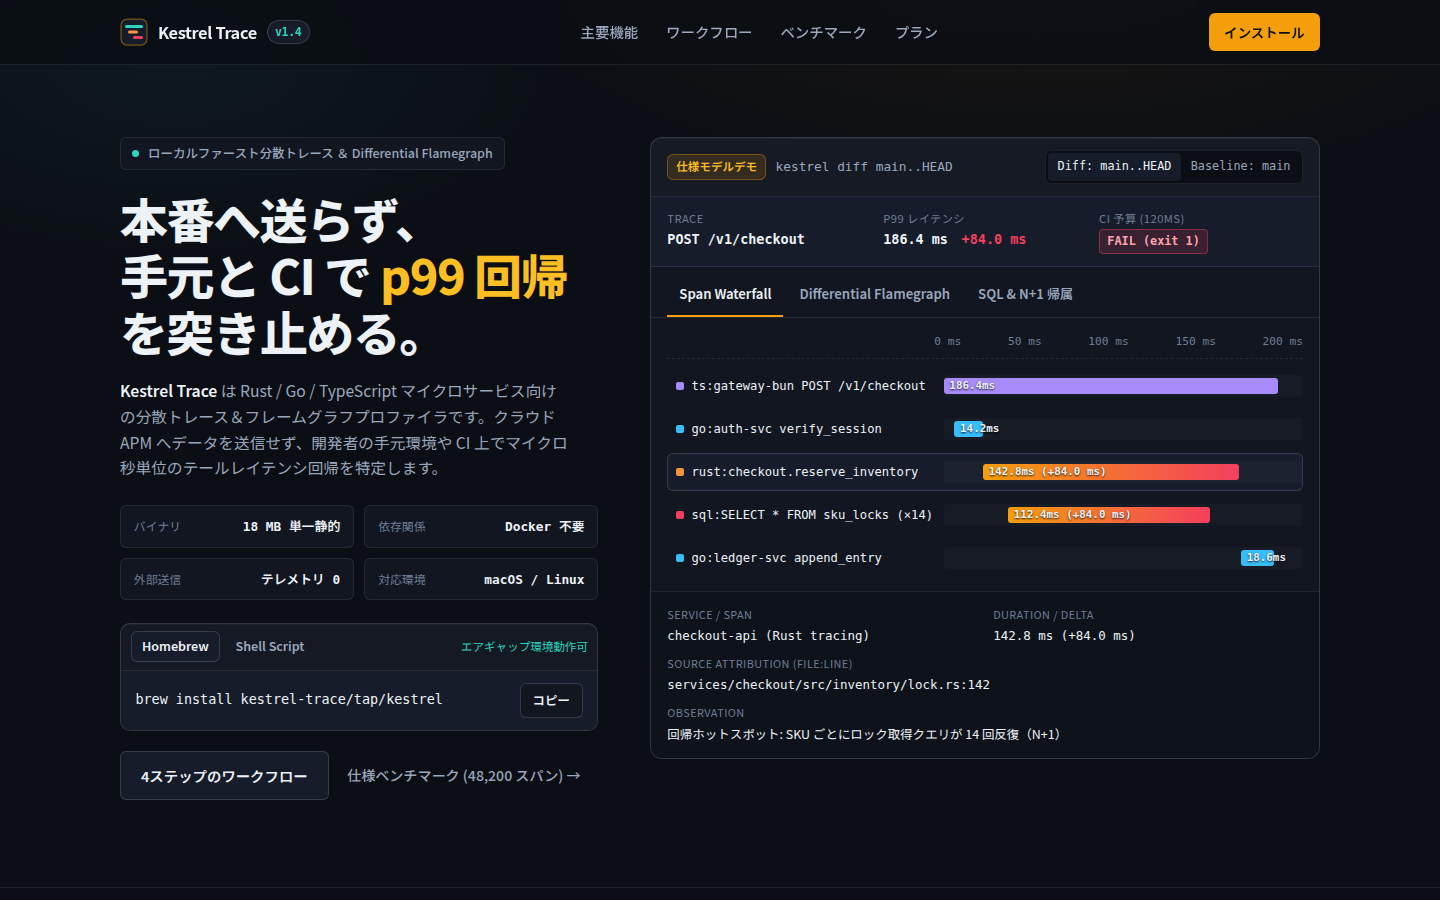 Kestrel Trace v1.4 主要機能 ワークフロー ベンチマーク プラン インストール
ローカルファースト分散トレース & Differential Flamegraph
本番へ送らず、
手元と CI で p99 回帰
を突き止める。
Kestrel Trace は Rust / Go / TypeScript マイクロサービス向け
の分散トレース＆フレームグラフプロファイラです。クラウド
APM へデータを送信せず、開発者の手元環境や CI 上でマイクロ
秒単位のテールレイテンシ回帰を特定します。
バイナリ 18 MB 単一静的 依存関係 Docker 不要
外部送信 テレメトリ 0 対応環境 macOS / Linux
Homebrew Shell Script エアギャップ環境動作可
brew install kestrel-trace/tap/kestrel コピー
4ステップのワークフロー 仕様ベンチマーク (48,200 スパン) →
仕様モデルデモ kestrel diff main..HEAD Diff: main..HEAD Baseline: main
TRACE P99 レイテンシ CI 予算 (120MS)
POST /v1/checkout 186.4 ms +84.0 ms FAIL (exit 1)
Span Waterfall Differential Flamegraph SQL & N+1 帰属
0 ms 50 ms 100 ms 150 ms 200 ms
ts:gateway-bun POST /v1/checkout 186.4ms
go:auth-svc verify_session 14.2ms
rust:checkout.reserve_inventory 142.8ms (+84.0 ms)
sql:SELECT * FROM sku_locks (×14) 112.4ms (+84.0 ms)
go:ledger-svc append_entry 18.6ms
SERVICE / SPAN DURATION / DELTA
checkout-api (Rust tracing) 142.8 ms (+84.0 ms)
SOURCE ATTRIBUTION (FILE:LINE)
services/checkout/src/inventory/lock.rs:142
OBSERVATION
回帰ホットスポット: SKU ごとにロック取得クエリが 14 回反復（N+1）